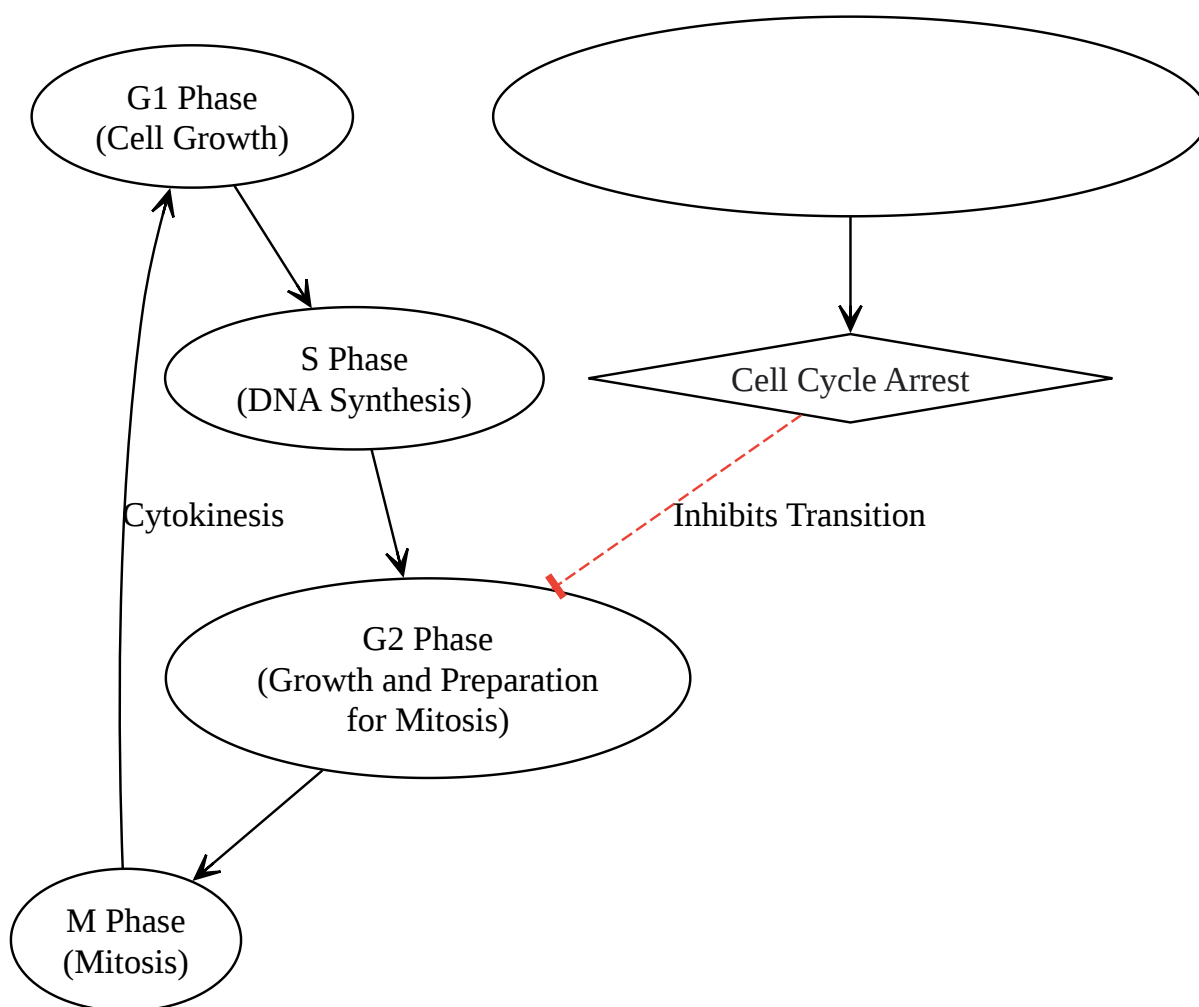 G1 Phase
(Cell Growth)
S Phase
(DNA Synthesis)
Cell Cycle Arrest
Cytokinesis
Inhibits Transition
G2 Phase
(Growth and Preparation
for Mitosis)
M Phase
(Mitosis)